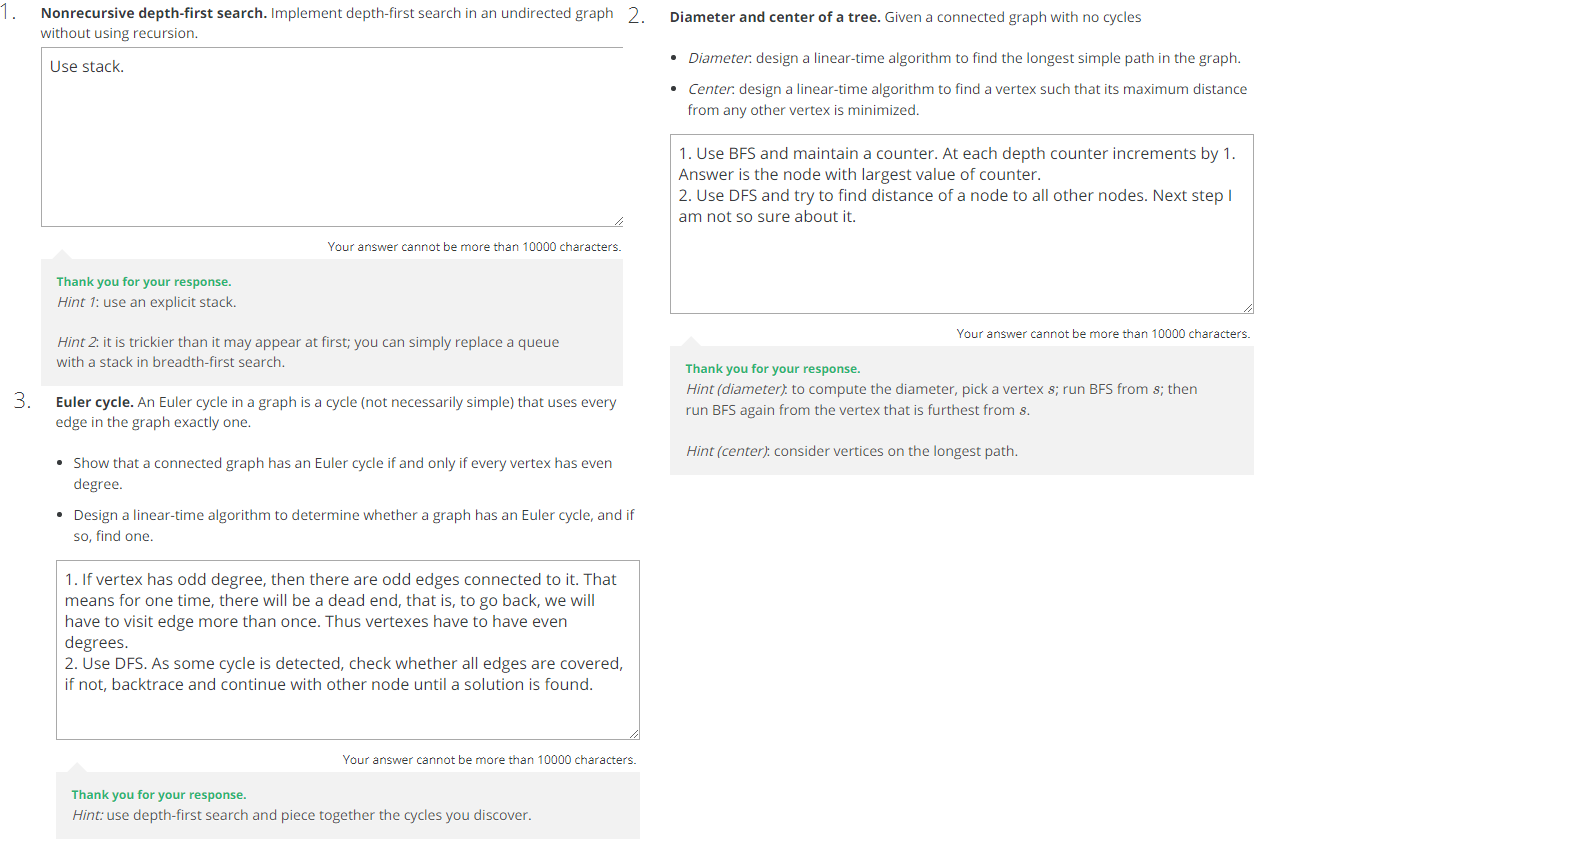 1.
Nonrecursive depth-first search. Implement depth-first search in an undirected graph
without using recursion.
Use stack.
Your answer cannot be more than 10000 characters.
Thank you for your response.
Hint 1: use an explicit stack.
Hint 2: it is trickier than it may appear at first; you can simply replace a queue
with a stack in breadth-first search.
2.
Diameter and center of a tree. Given a connected graph with no cycles
• Diameter: design a linear-time algorithm to find the longest simple path in the graph.
• Center: design a linear-time algorithm to find a vertex such that its maximum distance
from any other vertex is minimized.
1. Use BFS and maintain a counter. At each depth counter increments by 1.
Answer is the node with largest value of counter.
2. Use DFS and try to find distance of a node to all other nodes. Next step I
am not so sure about it.
Your answer cannot be more than 10000 characters.
Thank you for your response.
Hint (diameter): to compute the diameter, pick a vertex s; run BFS from s; then
run BFS again from the vertex that is furthest from s.
Hint (center): consider vertices on the longest path.
3.
Euler cycle. An Euler cycle in a graph is a cycle (not necessarily simple) that uses every
edge in the graph exactly one.
• Show that a connected graph has an Euler cycle if and only if every vertex has even
degree.
• Design a linear-time algorithm to determine whether a graph has an Euler cycle, and if
so, find one.
1. If vertex has odd degree, then there are odd edges connected to it. That
means for one time, there will be a dead end, that is, to go back, we will
have to visit edge more than once. Thus vertexes have to have even
degrees.
2. Use DFS. As some cycle is detected, check whether all edges are covered,
if not, backtrace and continue with other node until a solution is found.
Your answer cannot be more than 10000 characters.
Thank you for your response.
Hint: use depth-first search and piece together the cycles you discover.